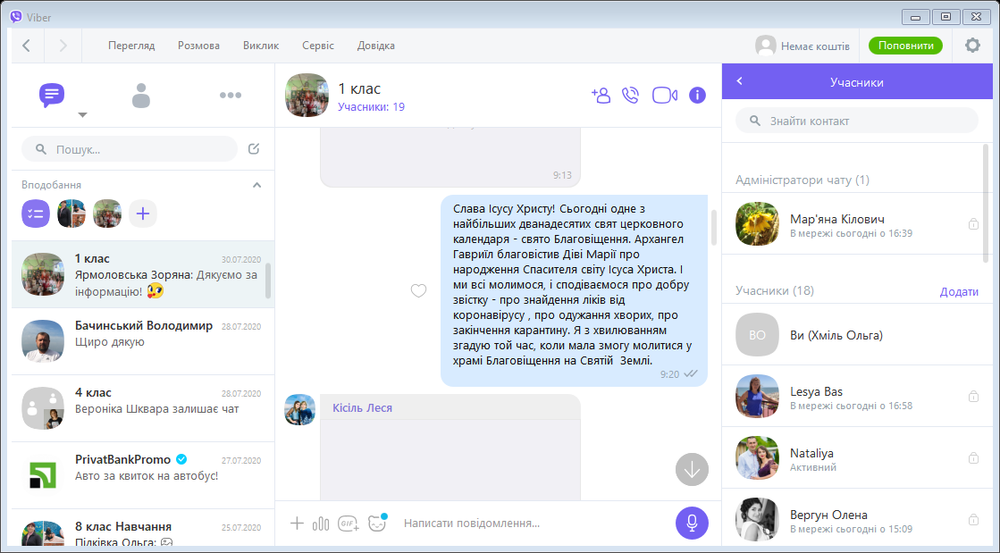 Viber
Перегляд Розмова Виклик Сервіс Довідка
Немає коштів
Поповнити
Пошук...
Вподобання
1 клас 30.07.2020
Ярмоловська Зоряна: Дякуємо за
інформацію!
Бачинський Володимир 28.07.2020
Щиро дякую
4 клас 28.07.2020
Вероніка Шквара залишає чат
PrivatBankPromo 27.07.2020
Авто за квиток на автобус!
8 клас Навчання 25.07.2020
Підківка Ольга:
1 клас
Учасники: 19
9:13
Слава Ісусу Христу! Сьогодні одне з
найбільших дванадесятих свят церковного
календаря - свято Благовіщення. Архангел
Гавриїл благовістив Діві Марії про
народження Спасителя світу Ісуса Христа. І
ми всі молимося, і сподіваємося про добру
звістку - про знайдення ліків від
коронавірусу , про одужання хворих, про
закінчення карантину. Я з хвилюванням
згадую той час, коли мала змогу молитися у
храмі Благовіщення на Святій  Землі.
9:20
Кісіль Леся
GIF
Написати повідомлення...
Учасники
Знайти контакт
Адміністратори чату (1)
Мар'яна Кілович
В мережі сьогодні о 16:39
Учасники (18) Додати
ВО
Ви (Хміль Ольга)
Lesya Bas
В мережі сьогодні о 16:58
Nataliya
Активний
Вергун Олена
В мережі сьогодні о 15:09